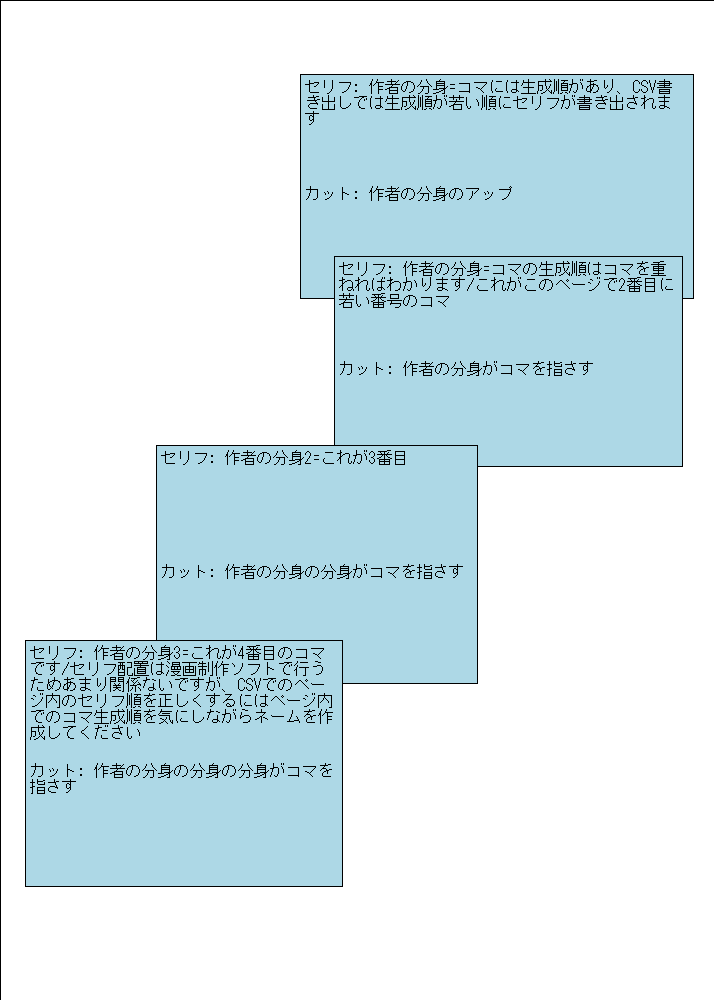 セリフ: 作者の分身=コマには生成順があり、CSV書
き出しでは生成順が若い順にセリフが書き出されま
す
カット: 作者の分身のアップ
セリフ: 作者の分身=コマの生成順はコマを重
ねればわかります/これがこのページで2番目に
若い番号のコマ
カット: 作者の分身がコマを指さす
セリフ: 作者の分身2=これが3番目
カット: 作者の分身の分身がコマを指さす
セリフ: 作者の分身3=これが4番目のコマ
です/セリフ配置は漫画制作ソフトで行う
ためあまり関係ないですが、CSVでのペー
ジ内のセリフ順を正しくするにはページ内
でのコマ生成順を気にしながらネームを作
成してください
カット: 作者の分身の分身の分身がコマを
指さす